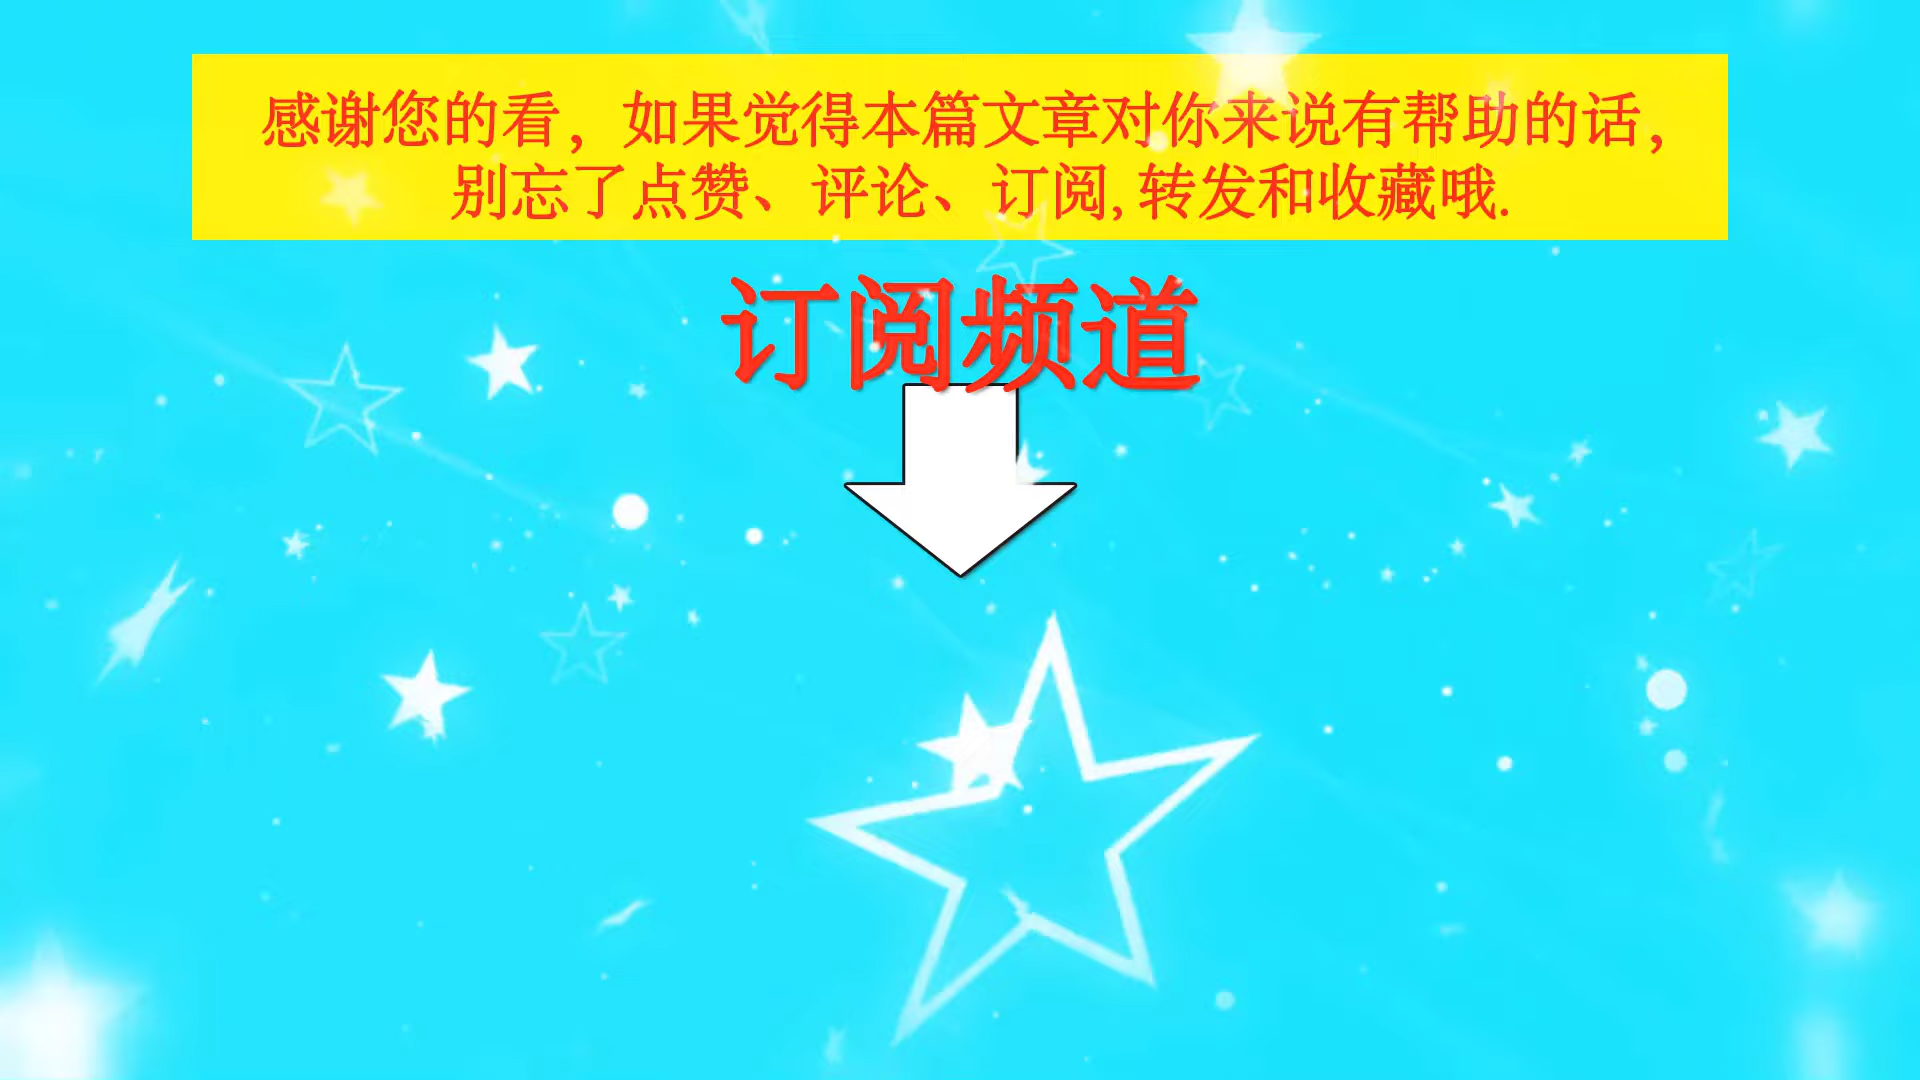 感谢您的看，如果觉得本篇文章对你来说有帮助的话，
别忘了点赞、评论、订阅,转发和收藏哦.
订阅频道